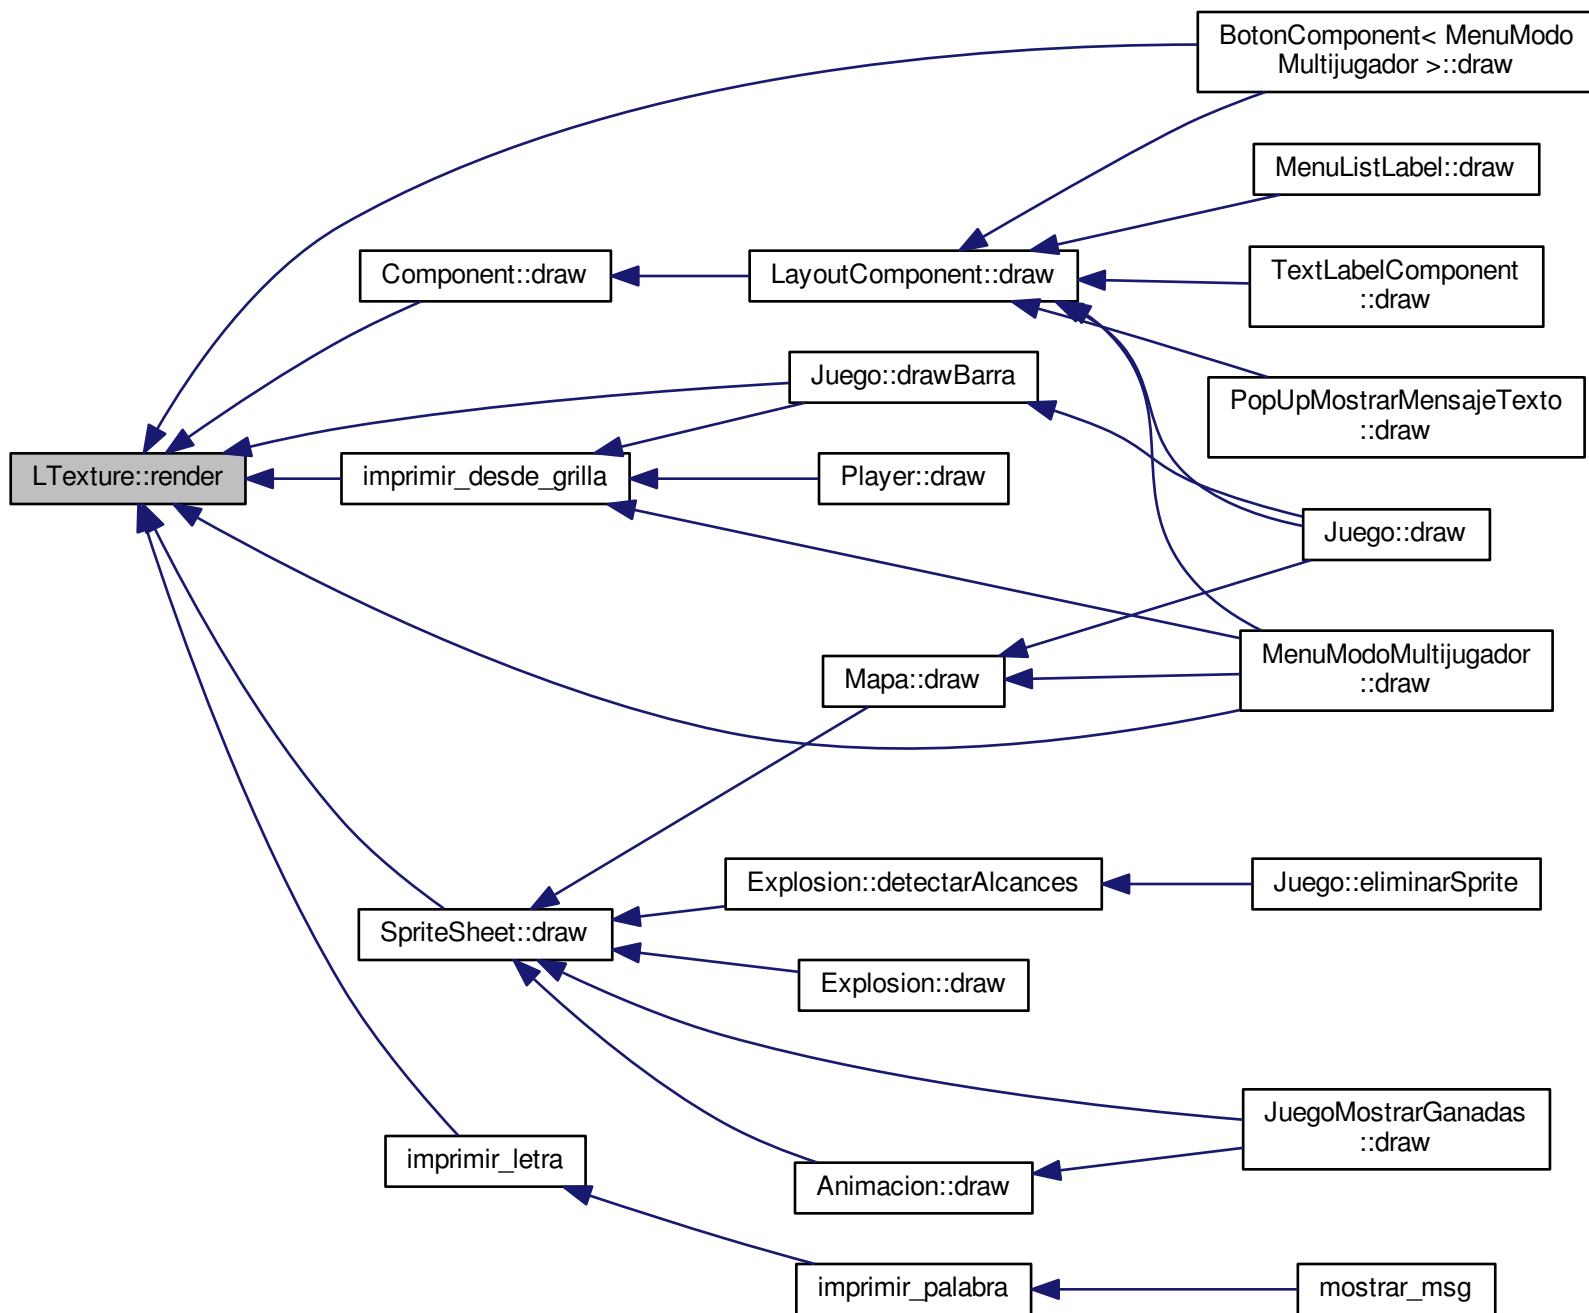 BotonComponent< MenuModo
Multijugador >::draw
MenuListLabel::draw
Component::draw
LayoutComponent::draw
TextLabelComponent
::draw
Juego::drawBarra
PopUpMostrarMensajeTexto
::draw
LTexture::render
imprimir_desde_grilla
Player::draw
Juego::draw
Mapa::draw
MenuModoMultijugador
::draw
Explosion::detectarAlcances
Juego::eliminarSprite
SpriteSheet::draw
Explosion::draw
JuegoMostrarGanadas
::draw
imprimir_letra
Animacion::draw
imprimir_palabra
mostrar_msg